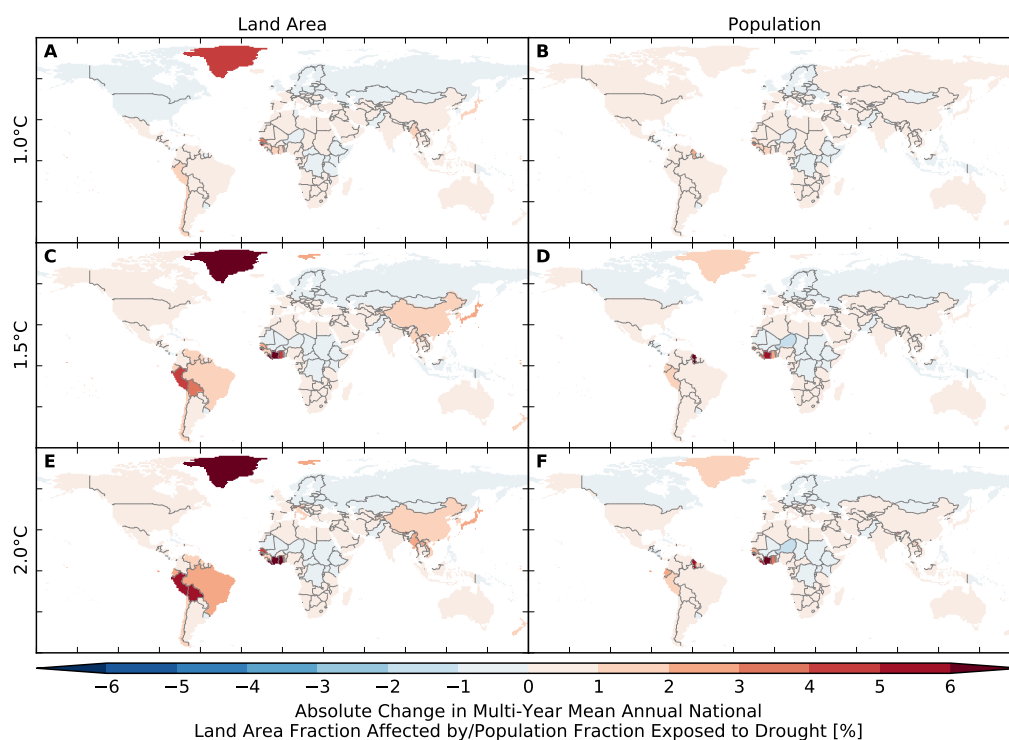 Land Area
Population
A
B
1.0°C
C
D
1.5°C
E
F
2.0°C
−6 −5 −4 −3 −2 −1 0 1 2 3 4 5 6
Absolute Change in Multi-Year Mean Annual National
Land Area Fraction Affected by/Population Fraction Exposed to Drought [%]